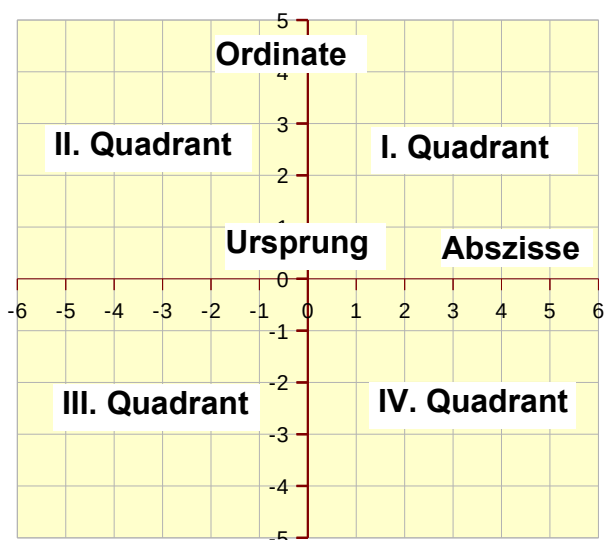 5
Ordinate
4
3
II. Quadrant
I. Quadrant
2
1
Ursprung
Abszisse
0
-6 -5 -4 -3 -2 -1 0 1 2 3 4 5 6
-1
-2
III. Quadrant
IV. Quadrant
-3
-4
-5